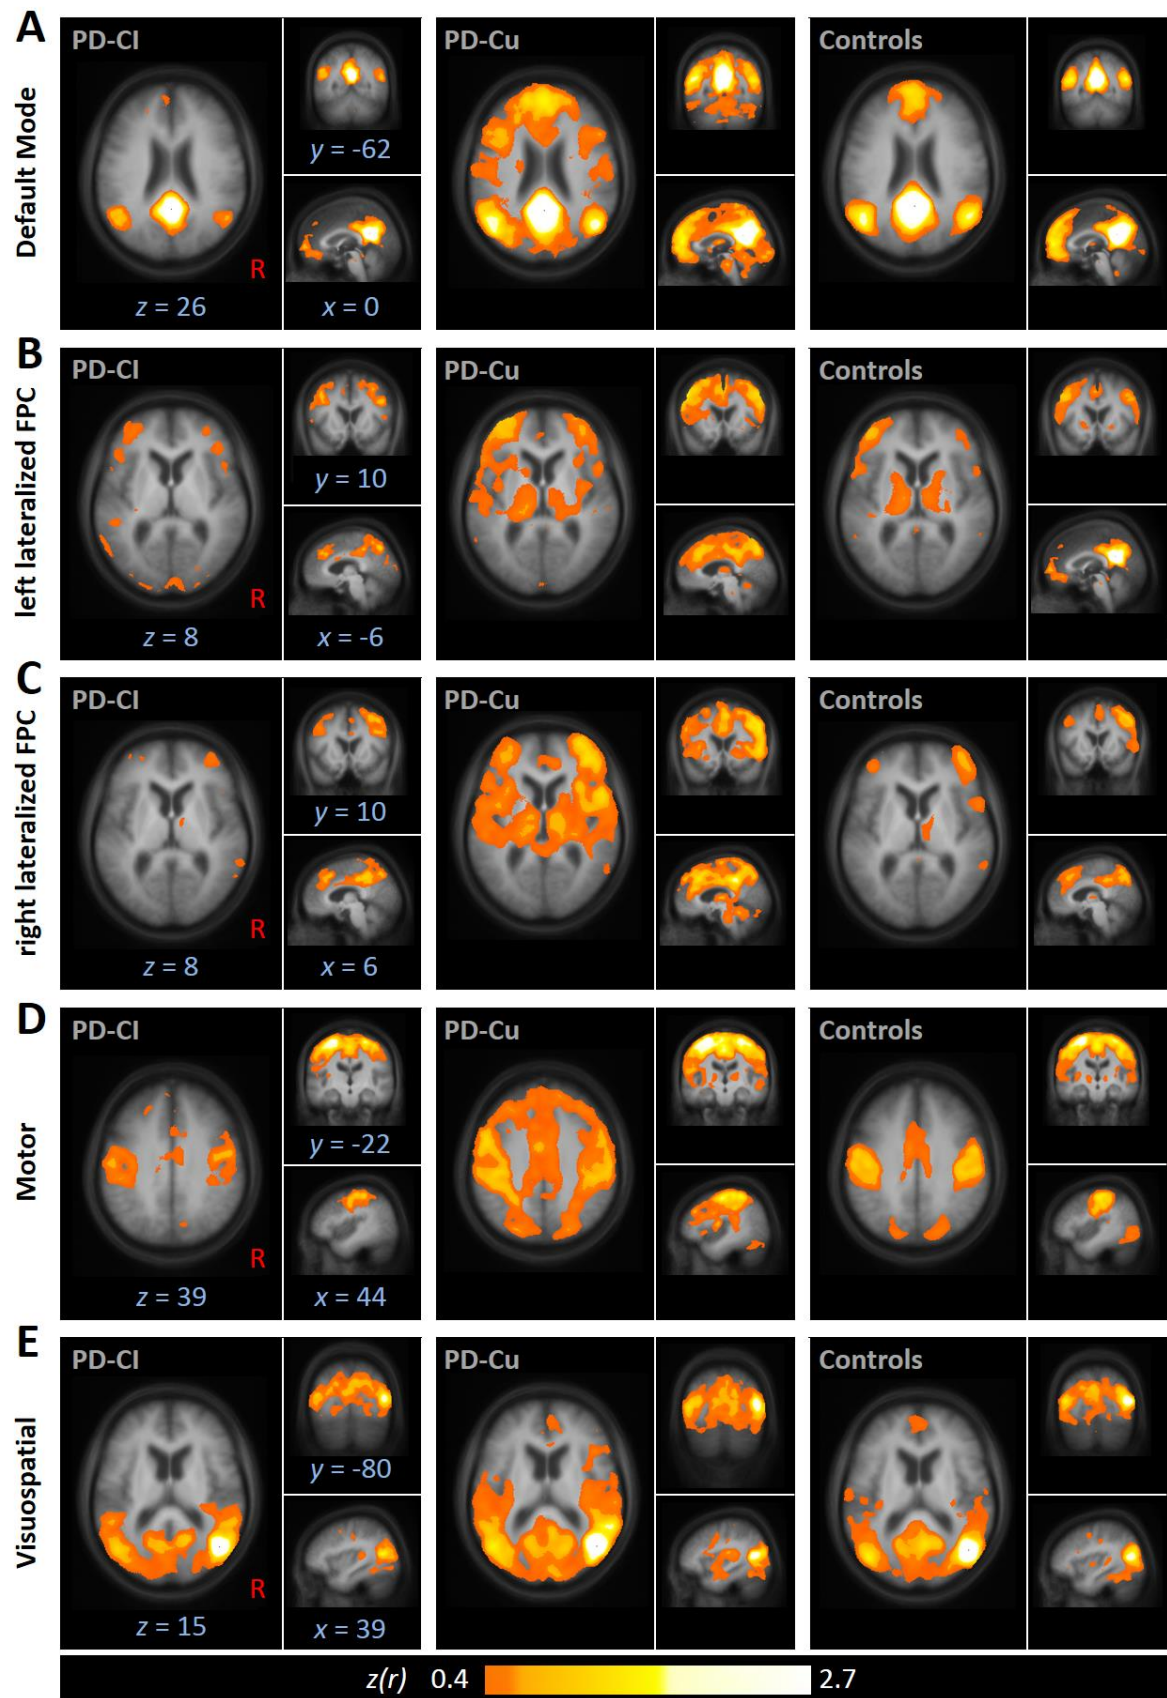 A
Default Mode
PD-CI
PD-Cu
Controls
y = -62
R
z = 26
x = 0
B
left lateralized FPC
PD-CI
PD-Cu
Controls
y = 10
R
z = 8
x = -6
C
right lateralized FPC
PD-CI
PD-Cu
Controls
y = 10
R
z = 8
x = 6
D
Motor
PD-CI
PD-Cu
Controls
y = -22
R
z = 39
x = 44
E
Visuospatial
PD-CI
PD-Cu
Controls
y = -80
R
z = 15
x = 39
z(r) 0.4 2.7